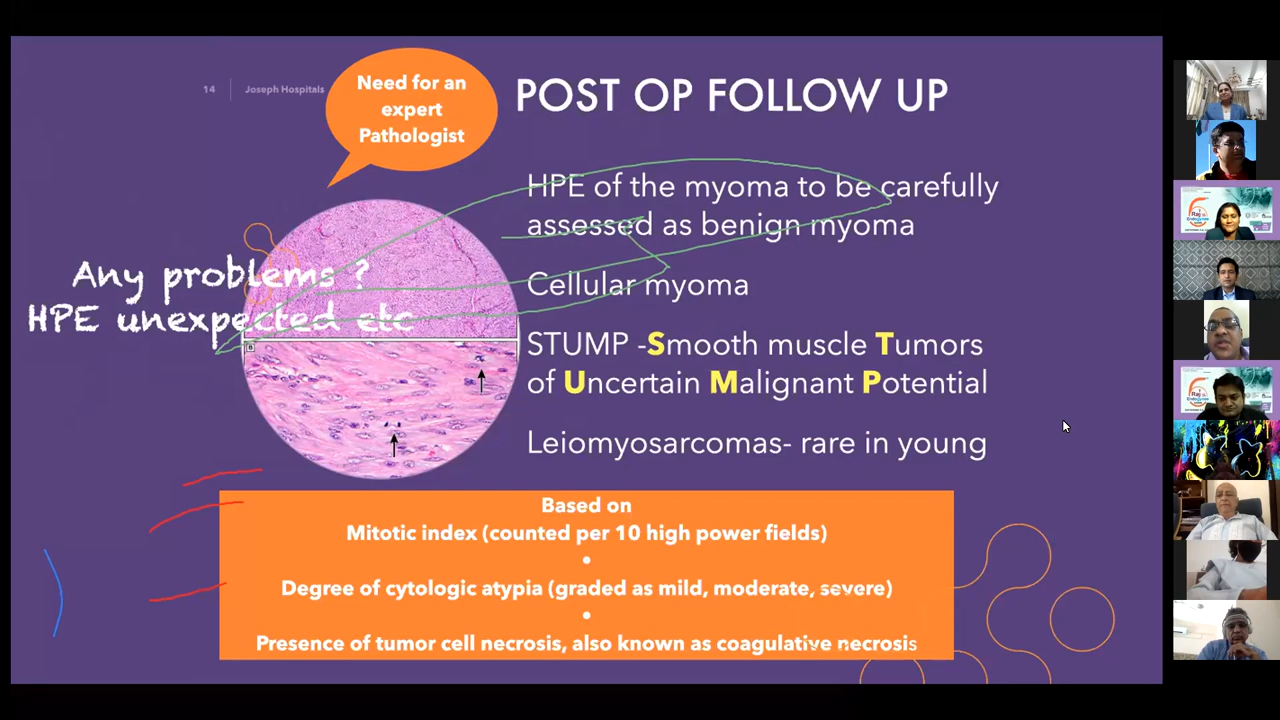 14
Joseph Hospitals
Need for an
expert
Pathologist
POST OP FOLLOW UP
HPE of the myoma to be carefully
assessed as benign myoma
Cellular myoma
STUMP -Smooth muscle Tumors
of Uncertain Malignant Potential
Leiomyosarcomas- rare in young
Any problems ?
HPE unexpected etc
Based on
Mitotic index (counted per 10 high power fields)
•
Degree of cytologic atypia (graded as mild, moderate, severe)
•
Presence of tumor cell necrosis, also known as coagulative necrosis